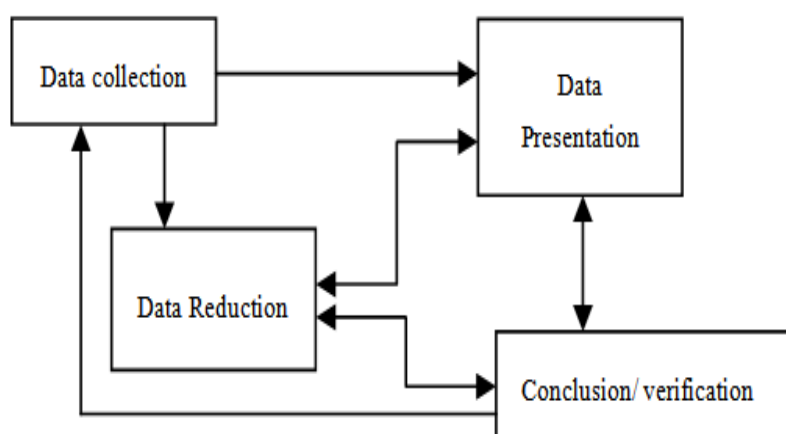 Data collection
Data
Presentation
Data Reduction
Conclusion/ verification